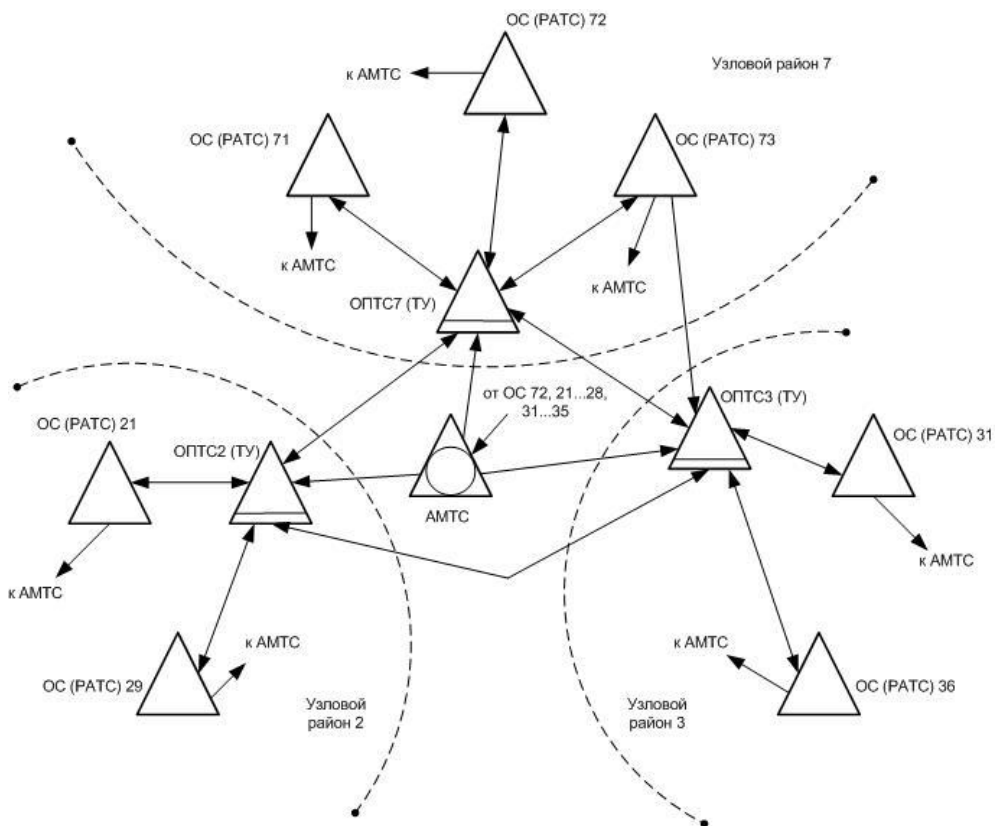 ОС (РАТС) 72
к АМТС
Узловой район 7
ОС (РАТС) 71
ОС (РАТС) 73
к АМТС
к АМТС
ОПТС7 (ТУ)
от ОС 72, 21...28,
31...35
ОПТС3 (ТУ)
ОС (РАТС) 21
ОПТС2 (ТУ)
ОС (РАТС) 31
АМТС
к АМТС
к АМТС
к АМТС
к АМТС
ОС (РАТС) 29
ОС (РАТС) 36
Узловой
район 2
Узловой
район 3